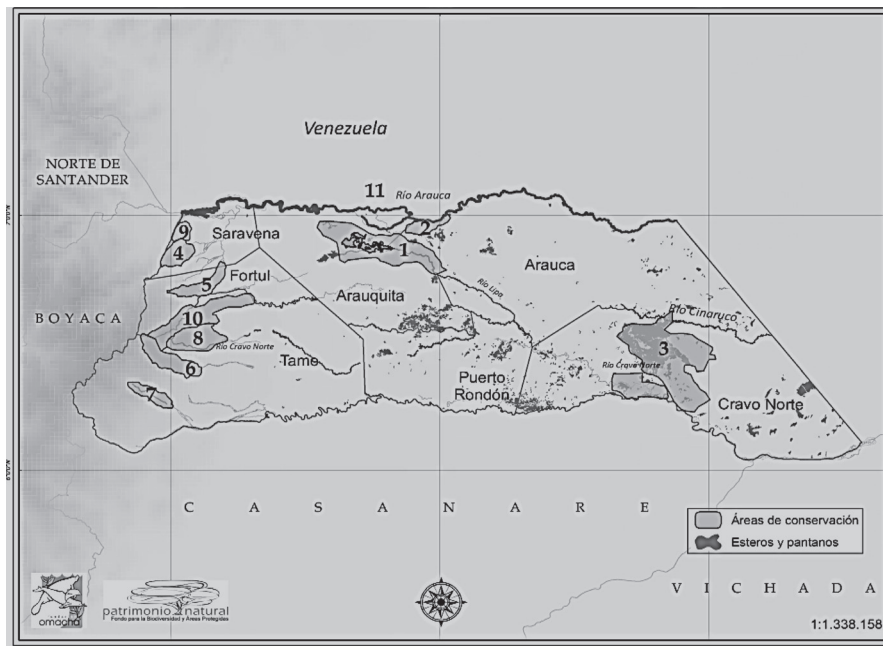 Venezuela
NORTE DE
SANTANDER
11
Río Arauca
9
Saravena
2
4
1
Arauca
5
Fortul
Río Lipa
Arauquita
BOYACA
10
Río Cinaruco
8
Río Cravo Norte
3
6
Tame
Río Cravo Norte
7
Puerto
Rondón
Cravo Norte
CASANARE
Áreas de conservación
Esteros y pantanos
VICHADA
omacha
patrimonio natural
Fondo para la Biodiversidad y Áreas Protegidas
1:1.338.158